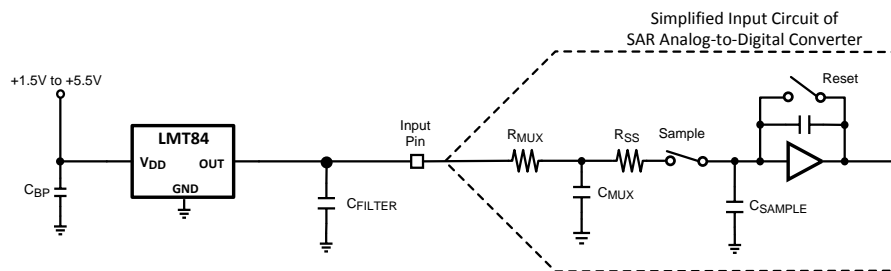 Simplified Input Circuit of
SAR Analog-to-Digital Converter
+1.5V to +5.5V
Reset
LMT84
Input
Pin
RMUX
RSS
Sample
VDD
OUT
GND
CBP
CFILTER
CMUX
CSAMPLE